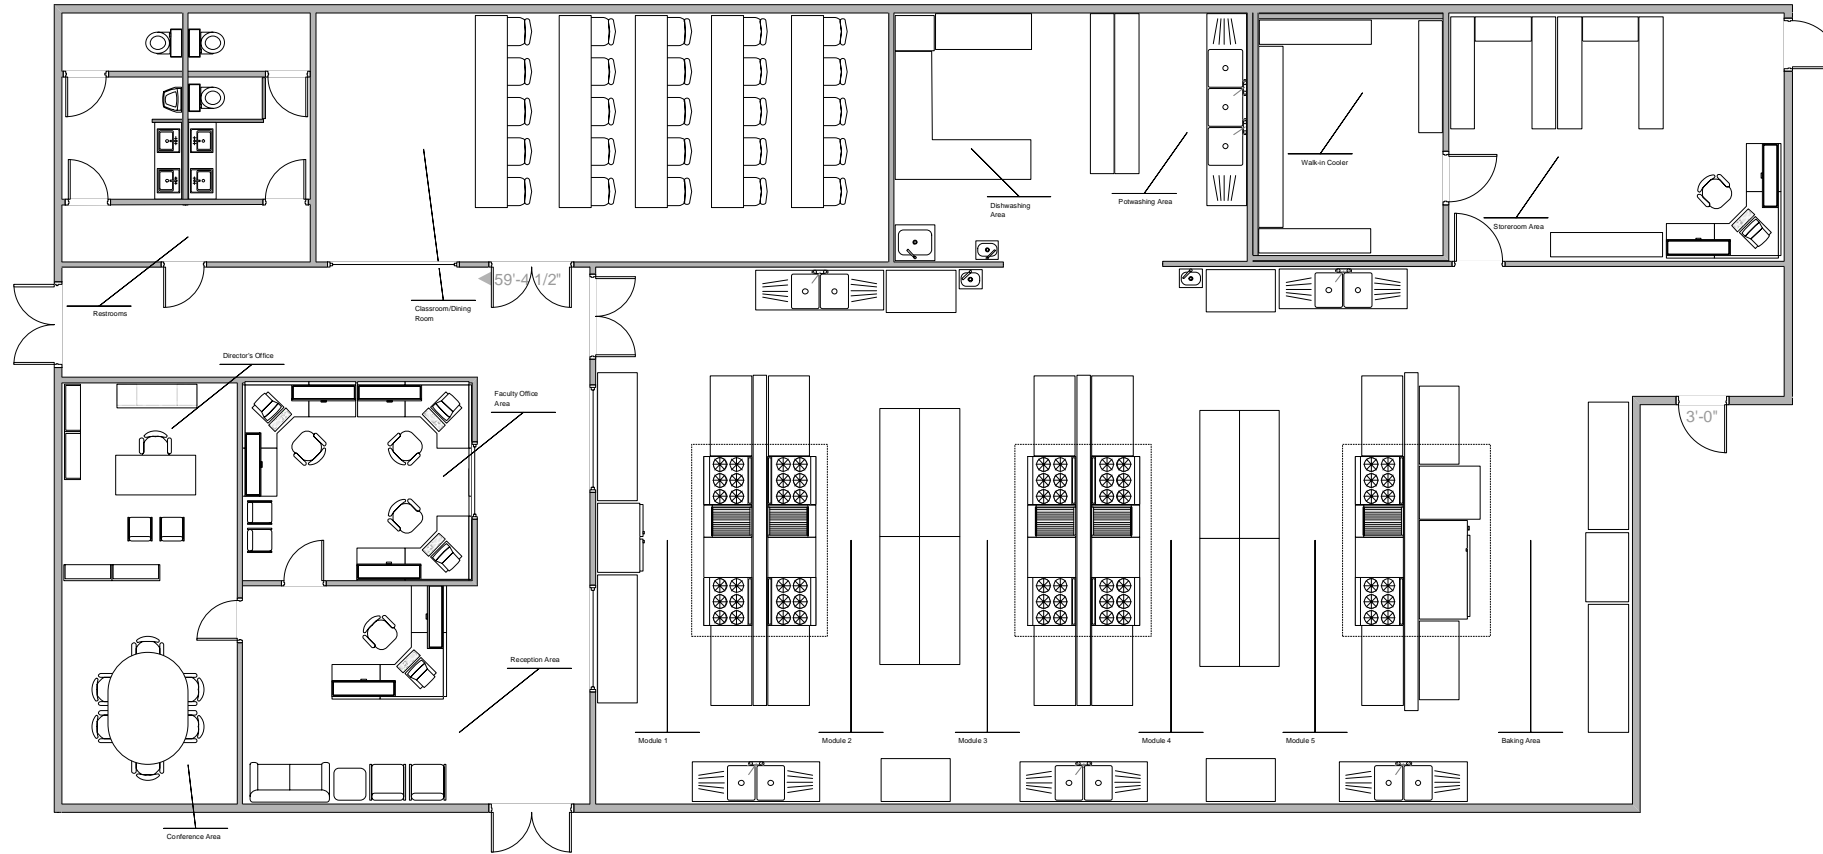 Walk-in Cooler
Potwashing Area
Dishwashing
Area
Storeroom Area
59'-4 1/2"
Restrooms
Classroom/Dining
Room
Director's Office
Faculty Office
Area
3'-0"
Reception Area
Module 1
Module 2
Module 3
Module 4
Module 5
Baking Area
Conference Area